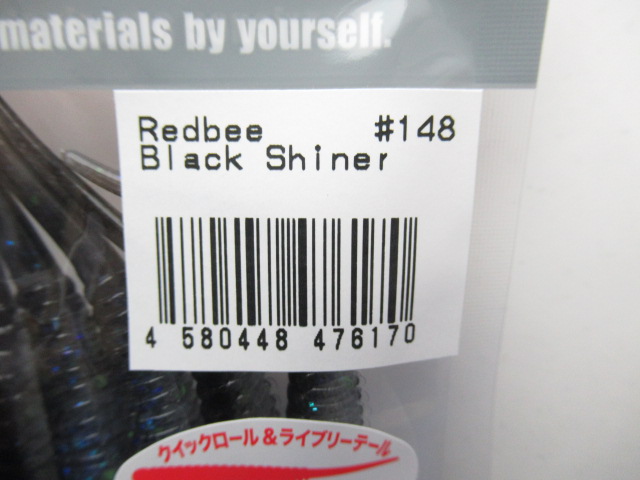 materials by yourself.
Redbee #148
Black Shiner
4 580448 476170
クイックロール&ライブリーテール